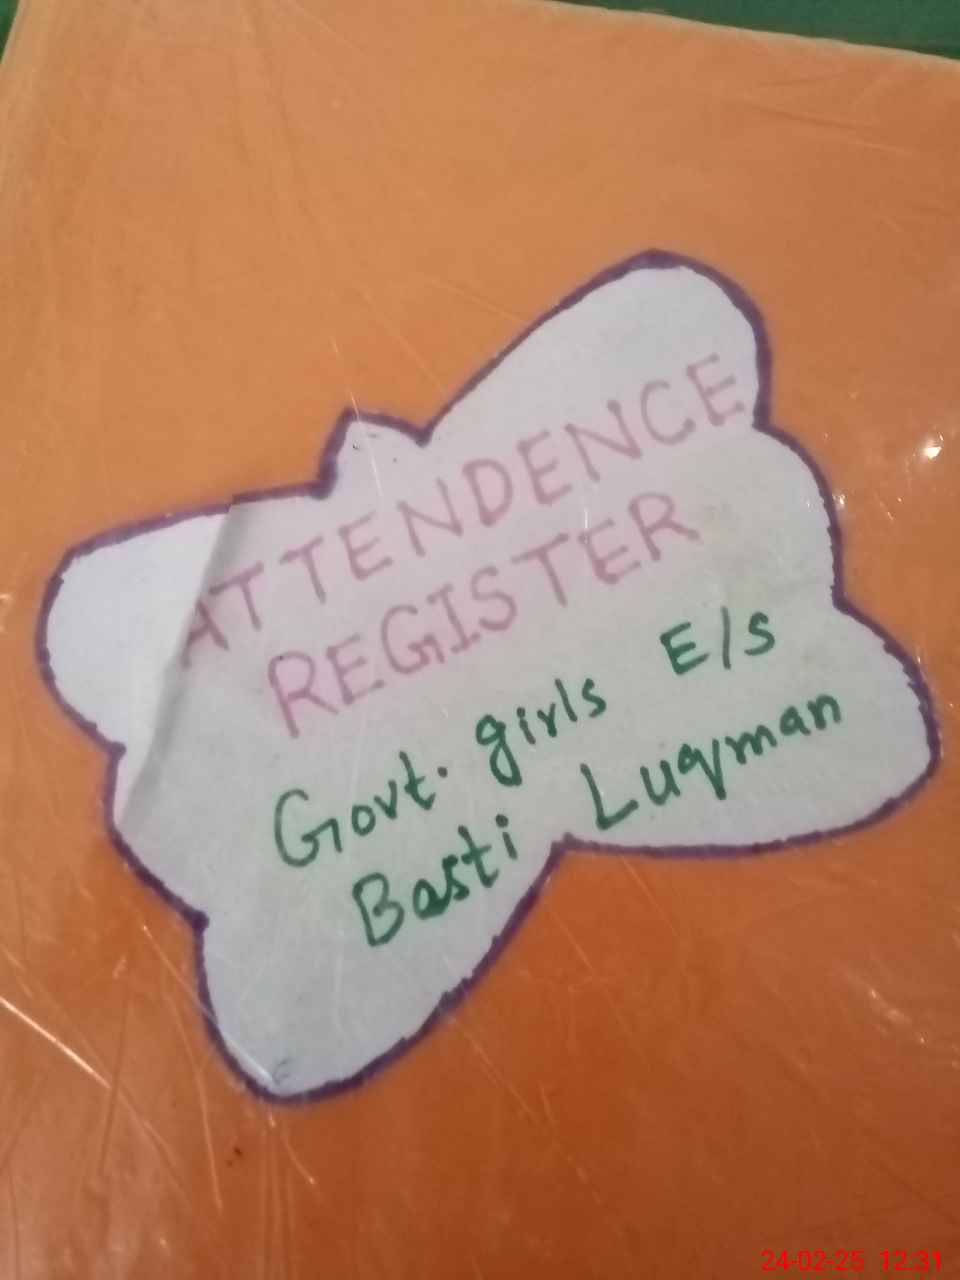 ATTENDENCE
REGISTER
Govt. girls E/S
Basti Luqman
24-02-25 12:31